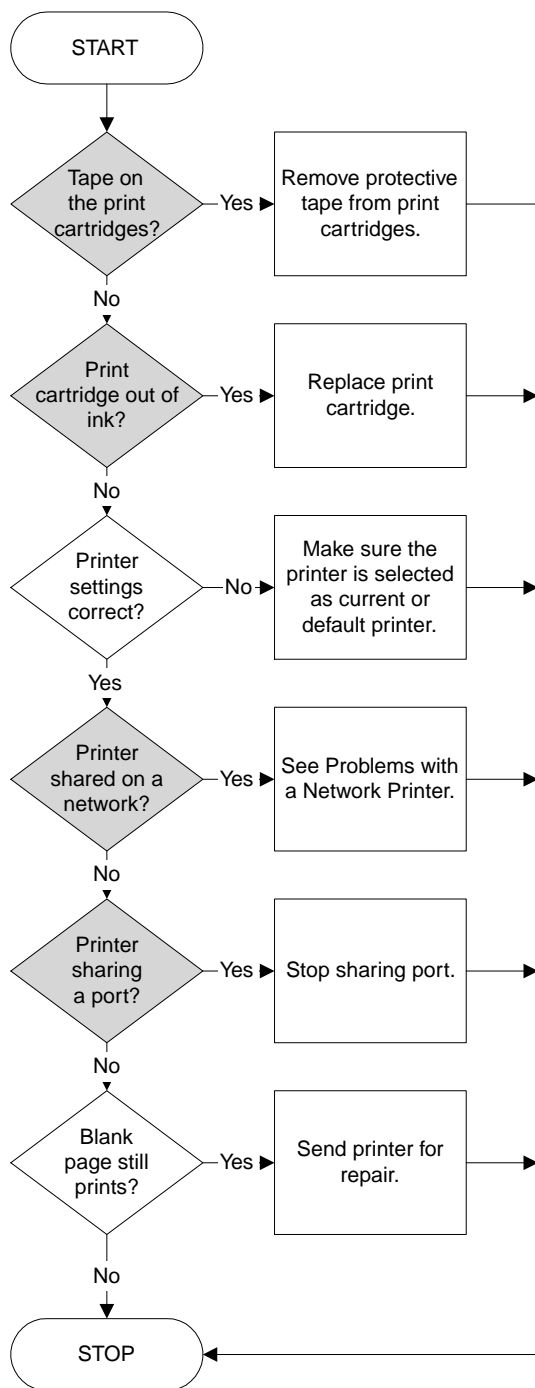 START
Tape on
the print
cartridges?
Yes
Remove protective
tape from print
cartridges.
No
Print
cartridge out of
ink?
Yes
Replace print
cartridge.
No
Printer
settings
correct?
No
Make sure the
printer is selected
as current or
default printer.
Yes
Printer
shared on a
network?
Yes
See Problems with
a Network Printer.
No
Printer
sharing
a port?
Yes
Stop sharing port.
No
Blank
page still
prints?
Yes
Send printer for
repair.
No
STOP